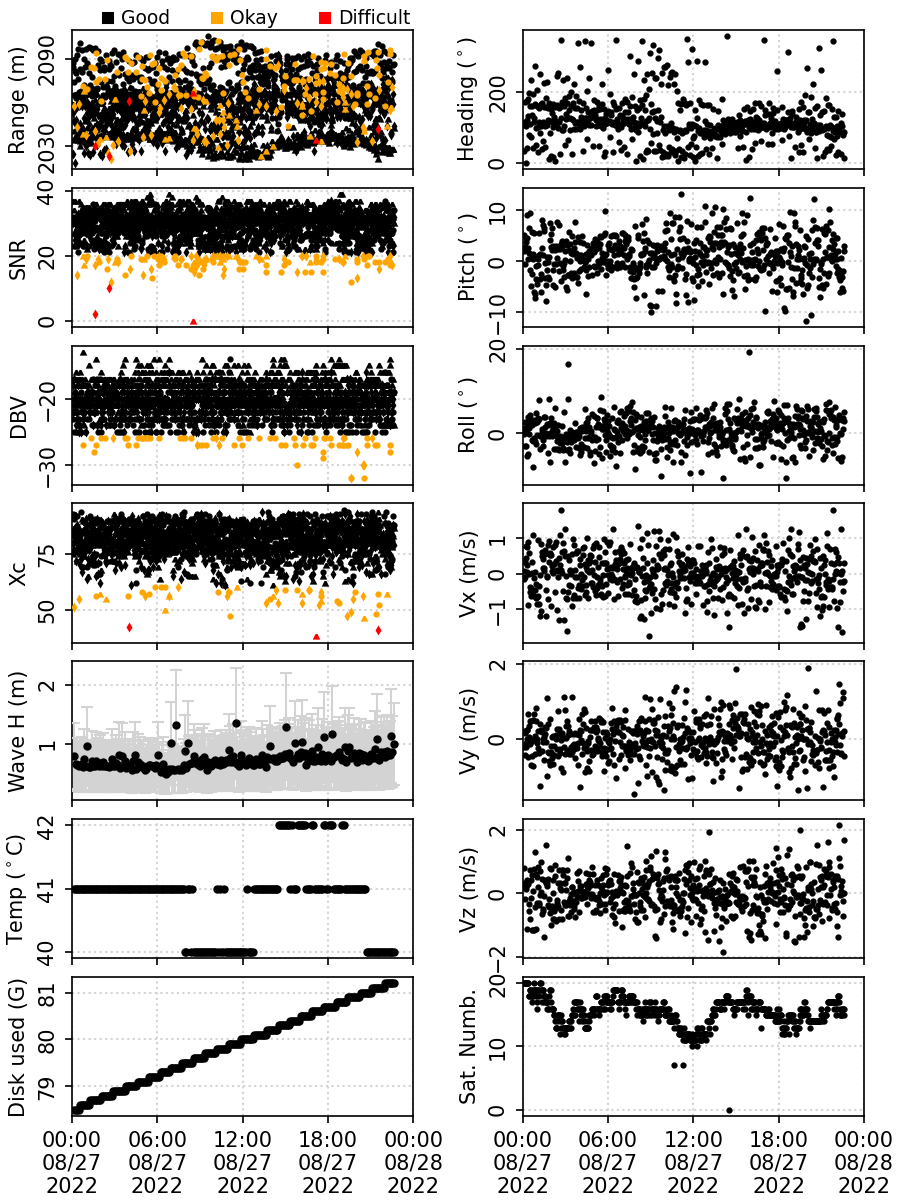 Good Okay Difficult
Range (m)
2090
2030
Heading (°)
200
0
SNR
40
20
0
Pitch (°)
10
0
−10
DBV
−20
−30
Roll (°)
20
0
Xc
75
50
Vx (m/s)
1
0
−1
Wave H (m)
2
1
Vy (m/s)
2
0
Temp (°C)
42
41
40
Vz (m/s)
2
0
−2
Disk used (G)
81
80
79
Sat. Numb.
20
10
0
00:00 06:00 12:00 18:00 00:00
08/27 08/27 08/27 08/27 08/28
2022 2022 2022 2022 2022
00:00 06:00 12:00 18:00 00:00
08/27 08/27 08/27 08/27 08/28
2022 2022 2022 2022 2022